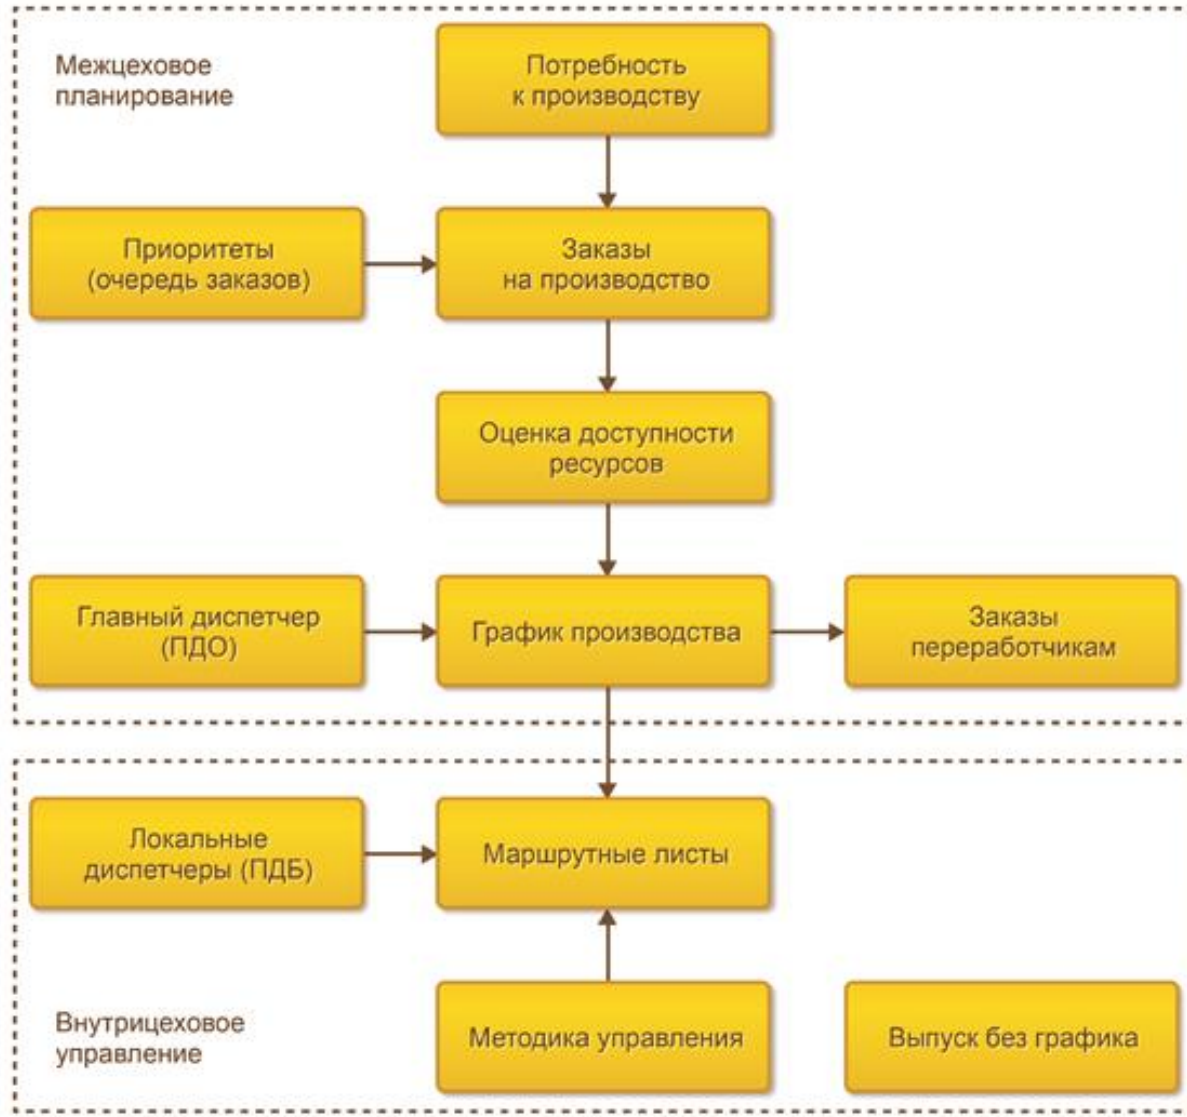 Межцеховое
планирование
Потребность
к производству
Приоритеты
(очередь заказов)
Заказы
на производство
Оценка доступности
ресурсов
Главный диспетчер
(ПДО)
График производства
Заказы
переработчикам
Локальные
диспетчеры (ПДБ)
Маршрутные листы
Внутрицеховое
управление
Методика управления
Выпуск без графика